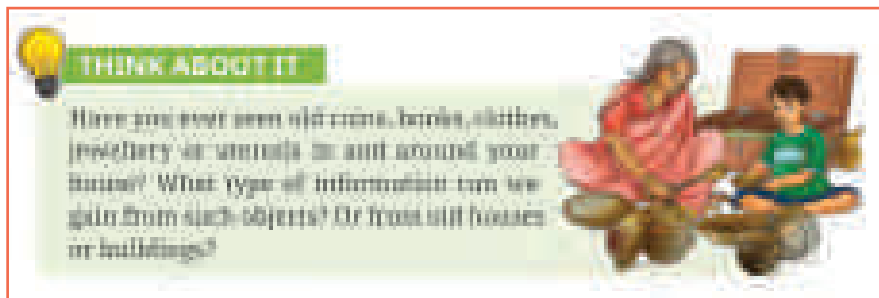 THINK ABOUT IT
Have you ever seen old coins, books, clothes,
jewellery or utensils in and around your
house? What type of information can we
gain from such objects? Or from old houses
or buildings?